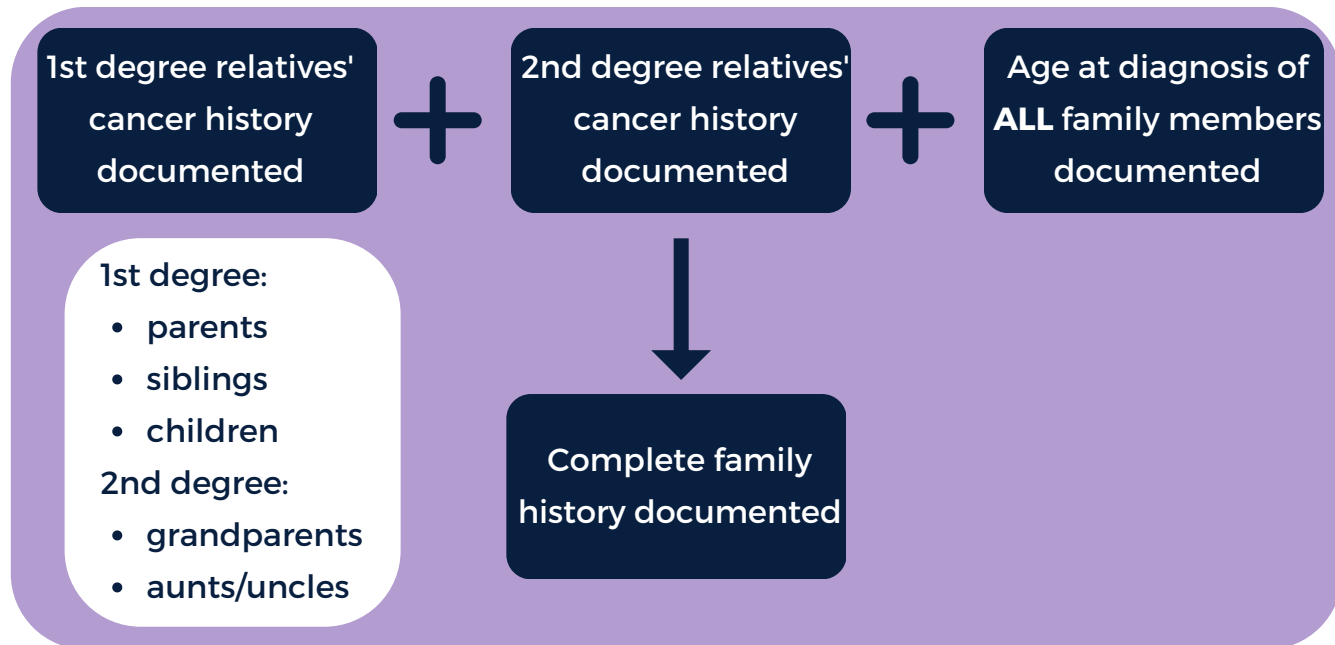 1st degree relatives'
cancer history
documented
2nd degree relatives'
cancer history
documented
Age at diagnosis of
ALL family members
documented
1st degree:
• parents
• siblings
• children
2nd degree:
• grandparents
• aunts/uncles
Complete family
history documented